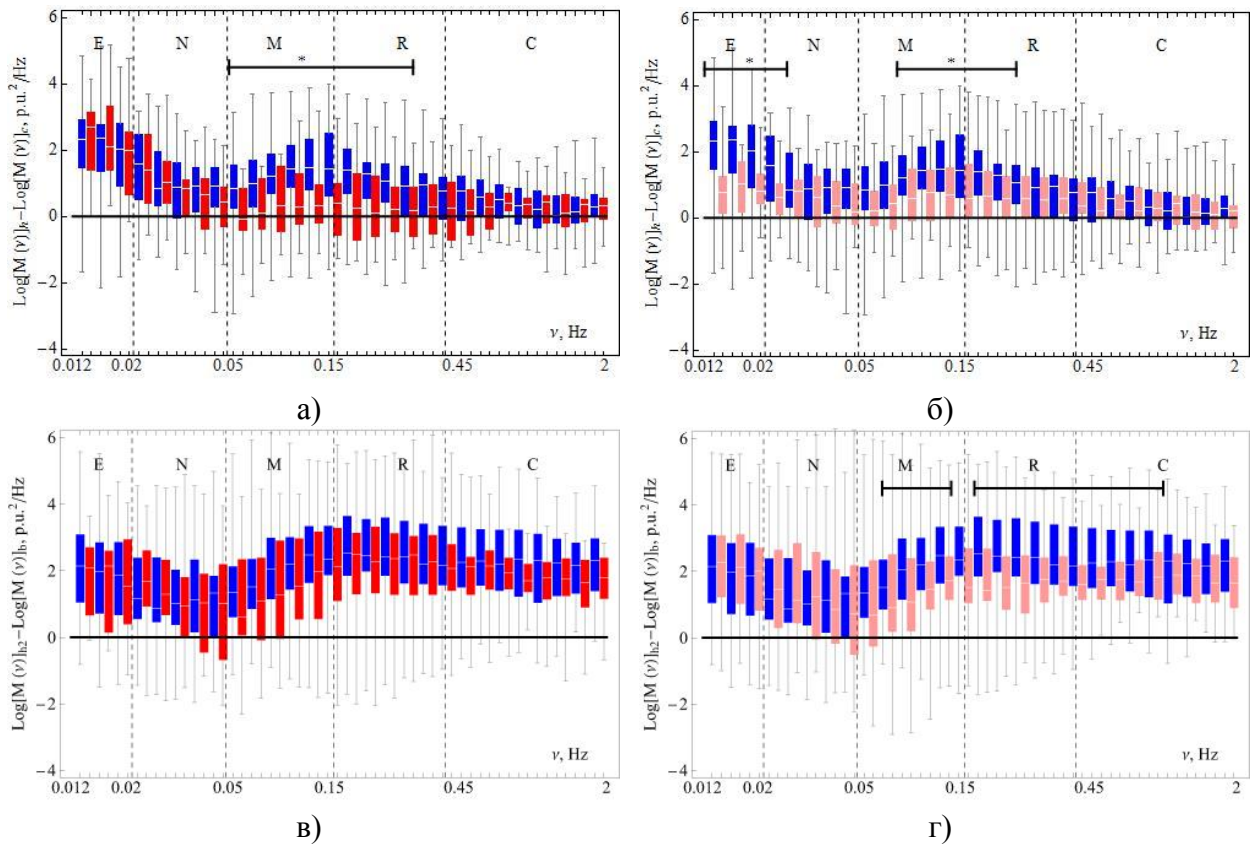 Log[M (ν)]k−Log[M (ν)]c, p.u.²/Hz
6
4
2
0
−2
−4
E N M R C
*
ν, Hz
0.012 0.02 0.05 0.15 0.45 2
а)
Log[M (ν)]k−Log[M (ν)]c, p.u.²/Hz
6
4
2
0
−2
−4
E N M R C
* *
ν, Hz
0.012 0.02 0.05 0.15 0.45 2
б)
Log[M (ν)]h2−Log[M (ν)]b, p.u.²/Hz
6
4
2
0
−2
−4
E N M R C
ν, Hz
0.012 0.02 0.05 0.15 0.45 2
в)
Log[M (ν)]h2−Log[M (ν)]b, p.u.²/Hz
6
4
2
0
−2
−4
E N M R C
ν, Hz
0.012 0.02 0.05 0.15 0.45 2
г)